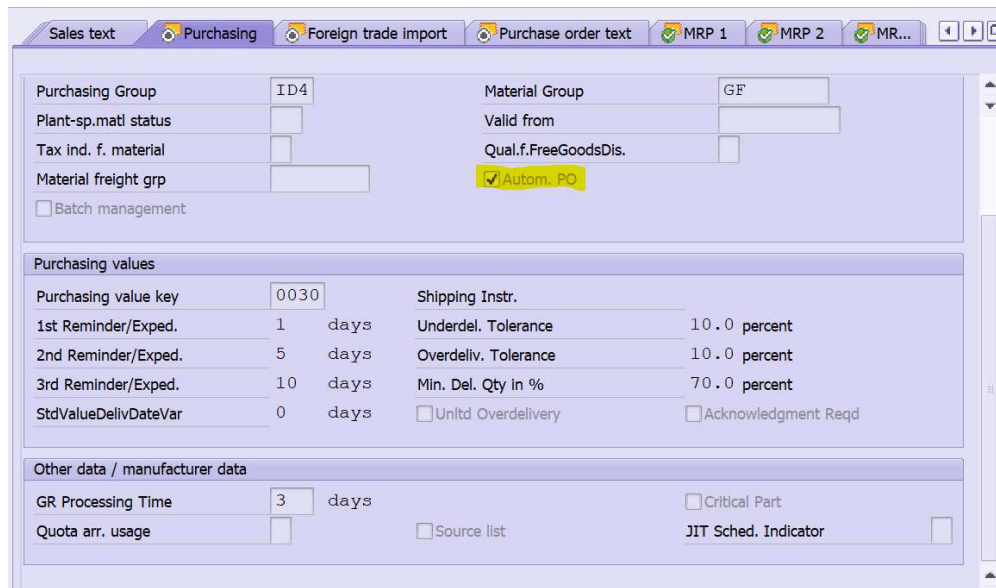 Sales text Purchasing Foreign trade import Purchase order text MRP 1 MRP 2 MR...
Purchasing Group ID4 Material Group GF
Plant-sp.matl status Valid from
Tax ind. f. material Qual.f.FreeGoodsDis.
Material freight grp Autom. PO
Batch management
Purchasing values
Purchasing value key 0030 Shipping Instr.
1st Reminder/Exped. 1 days Underdel. Tolerance 10.0 percent
2nd Reminder/Exped. 5 days Overdeliv. Tolerance 10.0 percent
3rd Reminder/Exped. 10 days Min. Del. Qty in % 70.0 percent
StdValueDelivDateVar 0 days Unltd Overdelivery Acknowledgment Reqd
Other data / manufacturer data
GR Processing Time 3 days Critical Part
Quota arr. usage Source list JIT Sched. Indicator